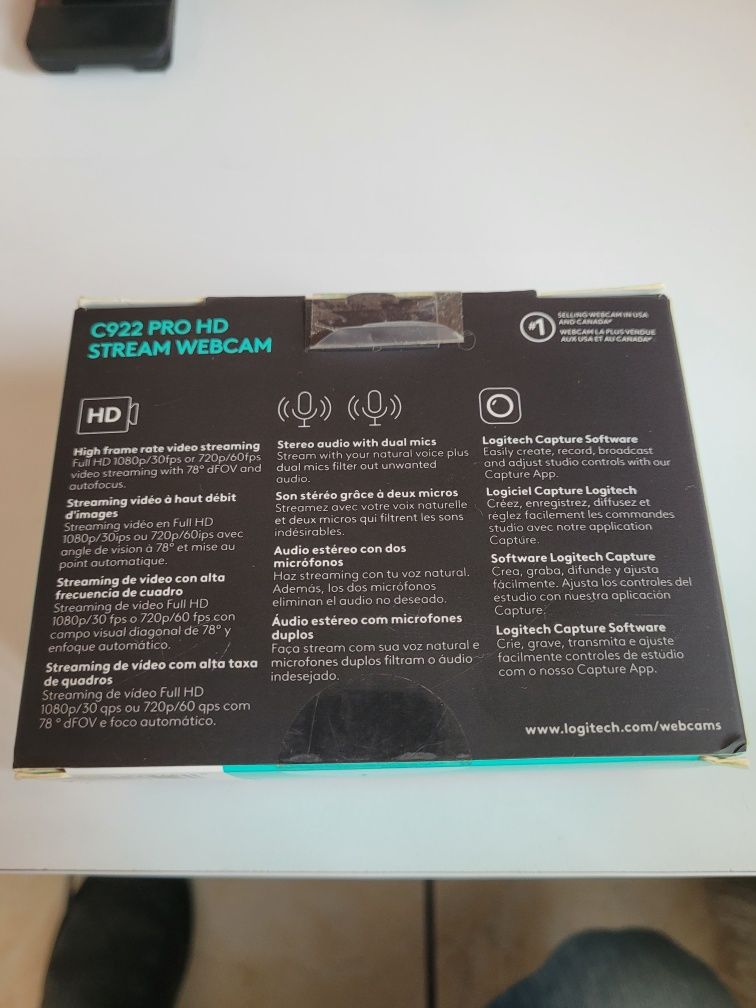 C922 PRO HD
STREAM WEBCAM
#1
SELLING WEBCAM IN USA
AND CANADA*
WEBCAM LA PLUS VENDUE
AUX USA ET AU CANADA*
HD
High frame rate video streaming
Full HD 1080p/30fps or 720p/60fps
video streaming with 78° dFOV and
autofocus.
Streaming vidéo à haut débit
d'images
Streaming vidéo en Full HD
1080p/30ips ou 720p/60ips avec
angle de vision à 78° et mise au
point automatique.
Streaming de video con alta
frecuencia de cuadro
Streaming de vídeo Full HD
1080p/30 fps o 720p/60 fps con
campo visual diagonal de 78° y
enfoque automático.
Streaming de vídeo com alta taxa
de quadros
Streaming de vídeo Full HD
1080p/30 qps ou 720p/60 qps com
78 ° dFOV e foco automático.
Stereo audio with dual mics
Stream with your natural voice plus
dual mics filter out unwanted
audio.
Son stéréo grâce à deux micros
Streamez avec votre voix naturelle
et deux micros qui filtrent les sons
indésirables.
Audio estéreo con dos
micrófonos
Haz streaming con tu voz natural.
Además, los dos micrófonos
eliminan el audio no deseado.
Áudio estéreo com microfones
duplos
Faça stream com sua voz natural e
microfones duplos filtram o áudio
indesejado.
Logitech Capture Software
Easily create, record, broadcast
and adjust studio controls with our
Capture App.
Logiciel Capture Logitech
Créez, enregistrez, diffusez et
réglez facilement les commandes
studio avec notre application
Capture.
Software Logitech Capture
Crea, graba, difunde y ajusta
fácilmente. Ajusta los controles del
estudio con nuestra aplicación
Capture.
Logitech Capture Software
Crie, grave, transmita e ajuste
facilmente controles de estúdio
com o nosso Capture App.
www.logitech.com/webcams